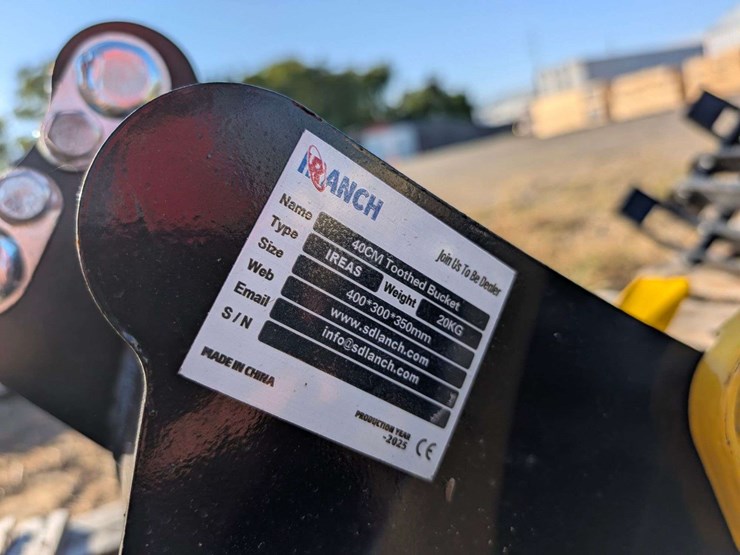 IRANCH
Join Us To Be Dealer
Name 40CM Toothed Bucket
Type IREAS Weight 20KG
Size 400*300*350mm
Web www.sdlanch.com
Email info@sdlanch.com
S/N
MADE IN CHINA
PRODUCTION YEAR
-2025 CE